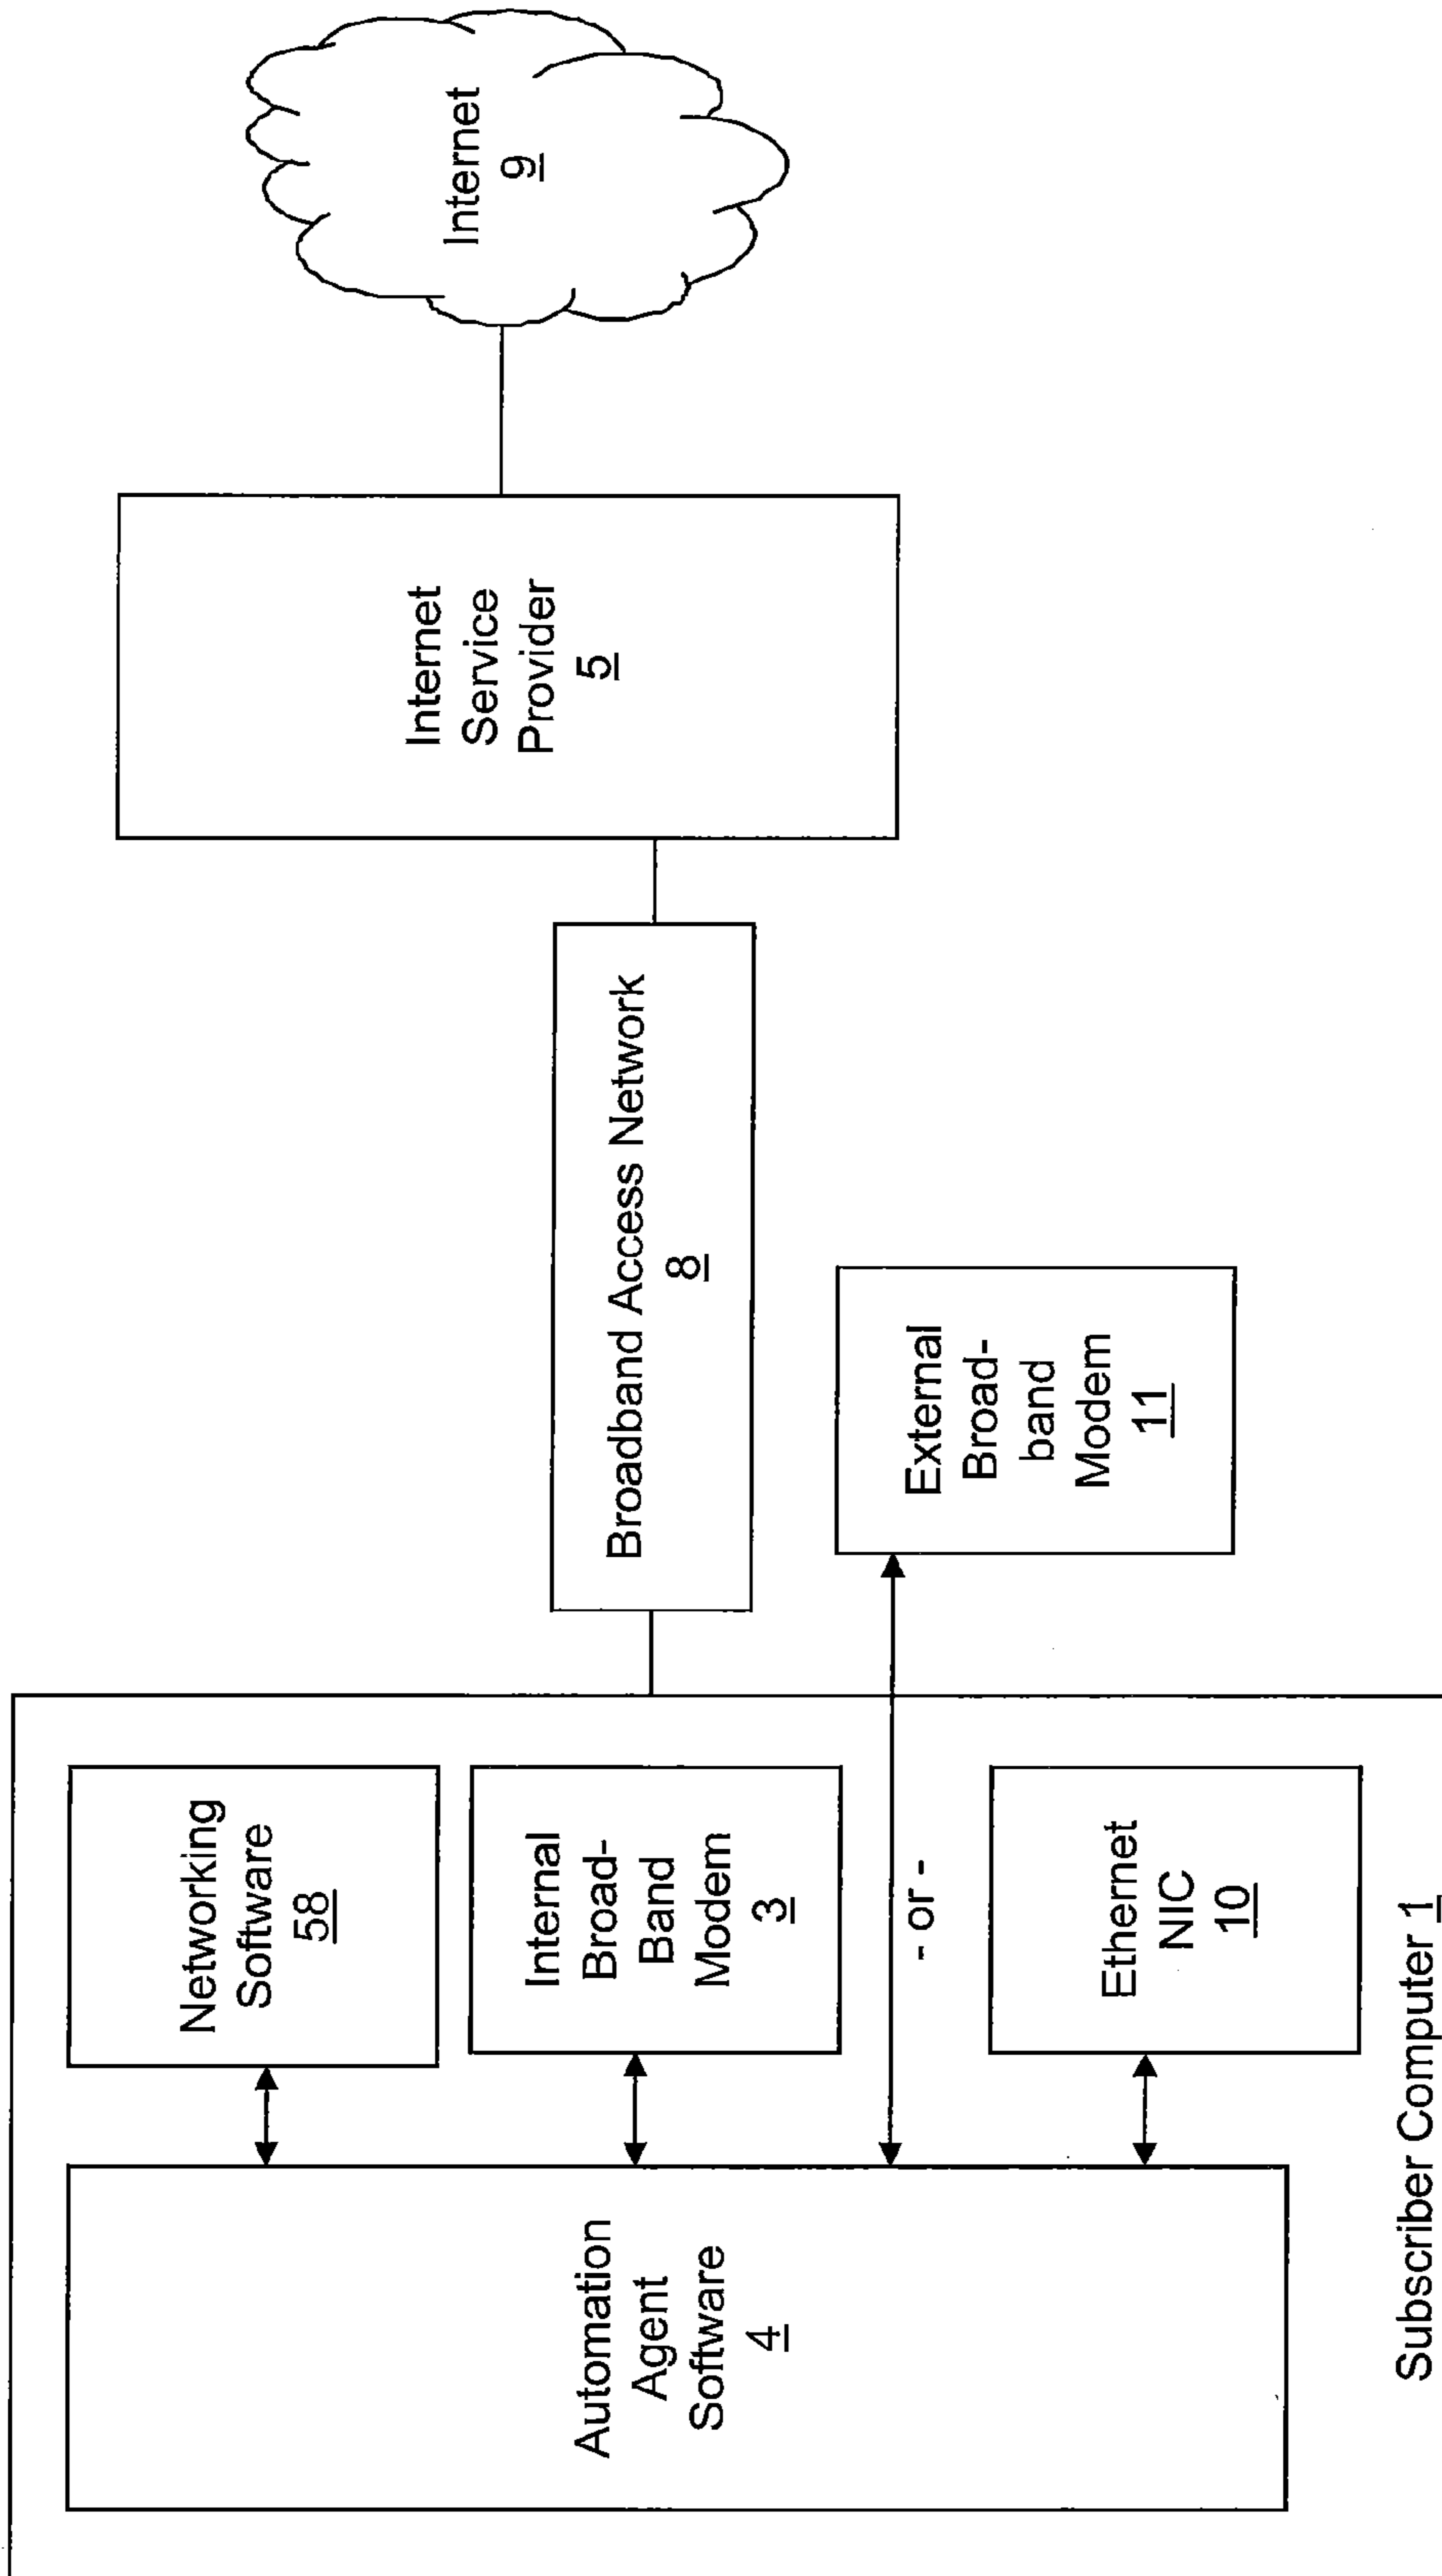 Networking
Software
58
Automation
Agent
Software
4
Internal
Broad-
Band
Modem
3
- or -
Ethernet
NIC
10
Subscriber Computer 1
Broadband Access Network
8
External
Broad-
band
Modem
11
Internet
Service
Provider
5
Internet
9